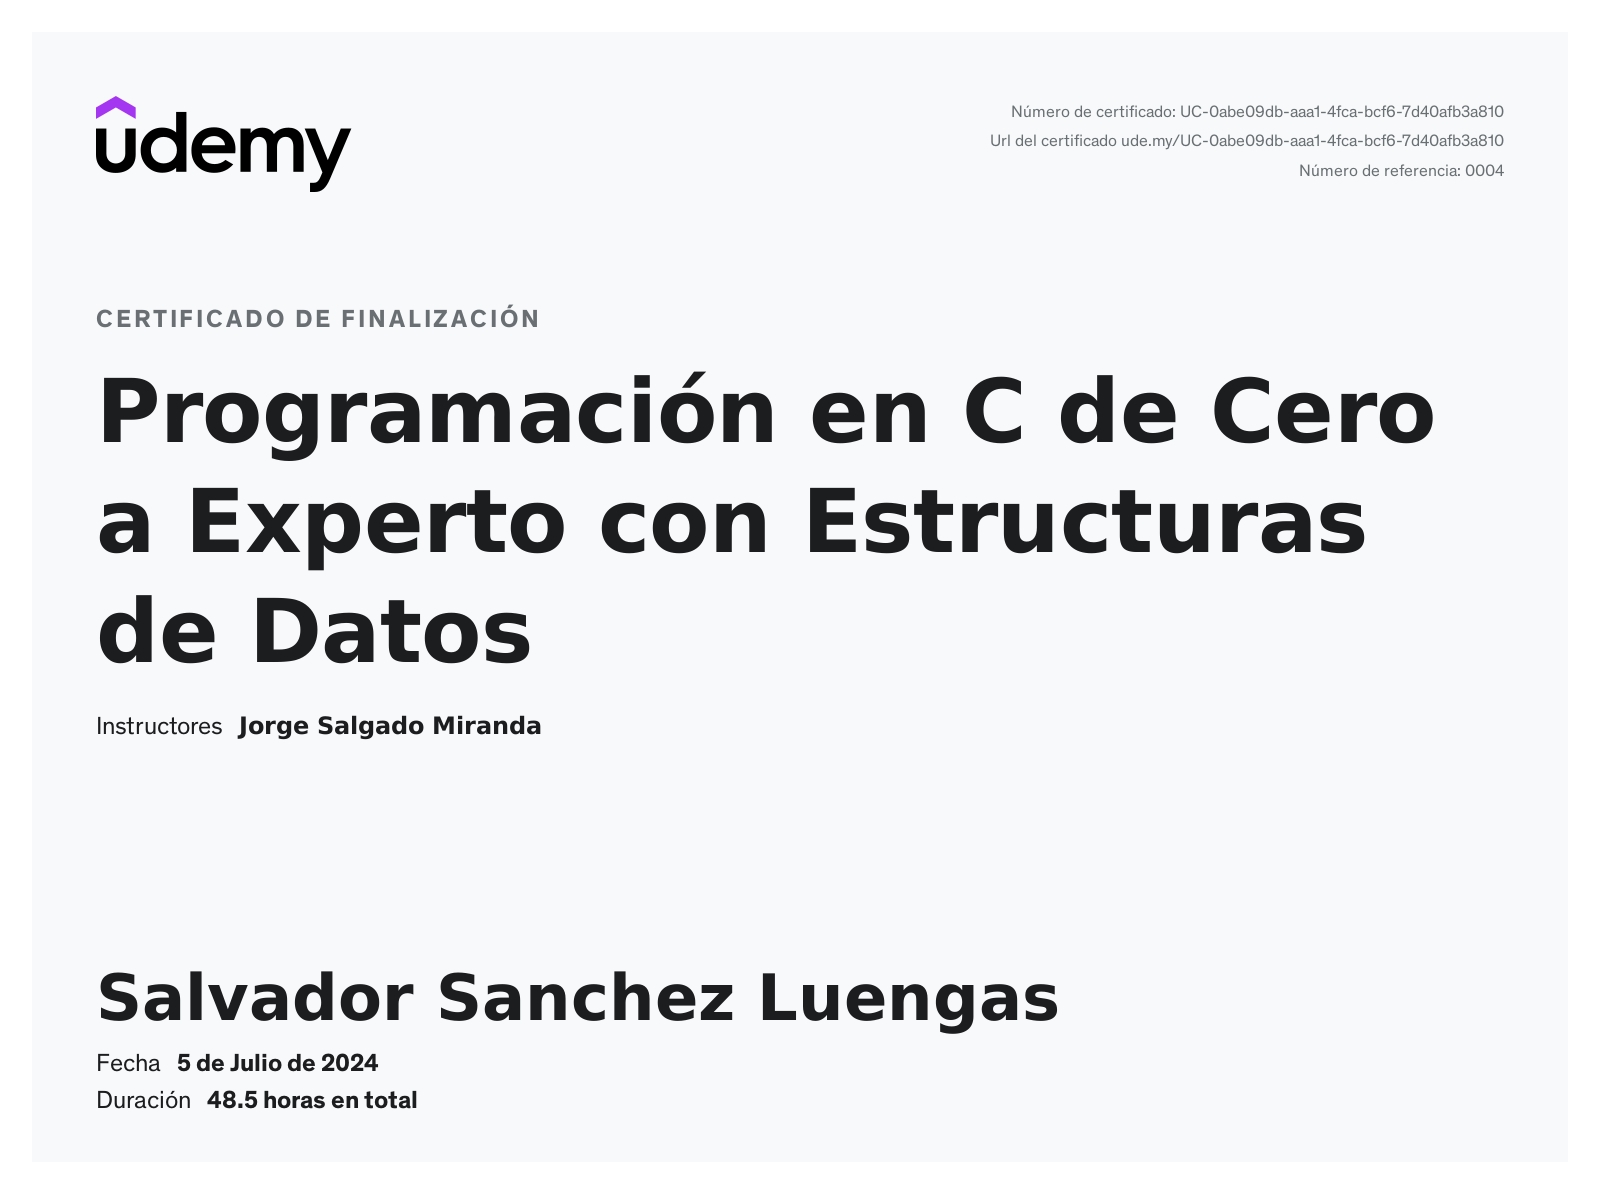 udemy
Número de certificado: UC-0abe09db-aaa1-4fca-bcf6-7d40afb3a810
Url del certificado ude.my/UC-0abe09db-aaa1-4fca-bcf6-7d40afb3a810
Número de referencia: 0004
CERTIFICADO DE FINALIZACIÓN
Programación en C de Cero
a Experto con Estructuras
de Datos
Instructores Jorge Salgado Miranda
Salvador Sanchez Luengas
Fecha 5 de Julio de 2024
Duración 48.5 horas en total